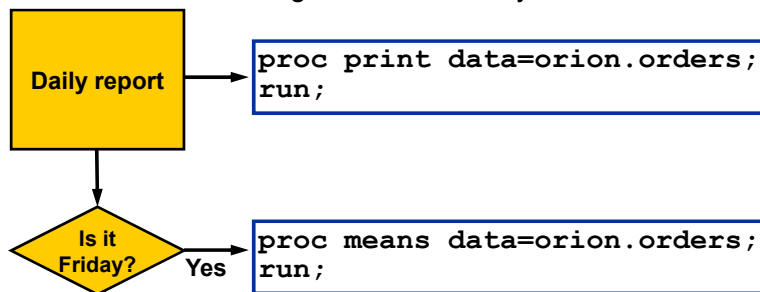 Daily report
proc print data=orion.orders;
run;
Is it
Friday?
Yes
proc means data=orion.orders;
run;